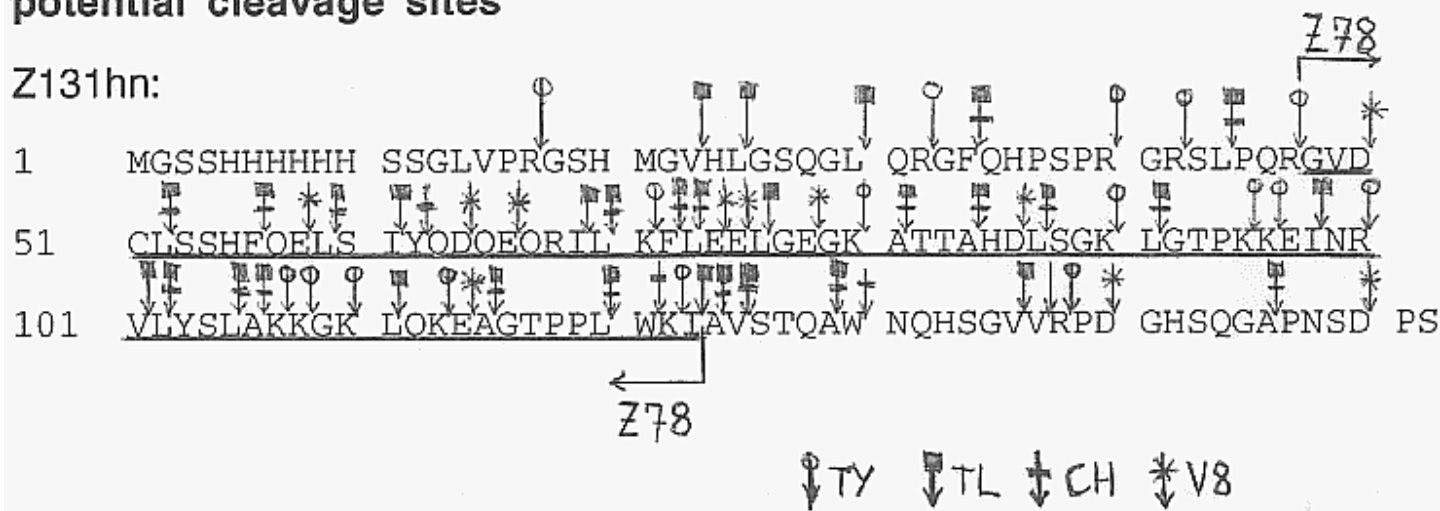 potential cleavage sites
Z78
Z131hn:
1 MGSSHHHHHH SSGLVPRGSH MGVHLGSQGL QRGFQHPSPR GRSLPQRGVD
51 CLSSHFQELS IYQDQEQRIL KFLEELGEGK ATTAHDLSGK LGTPKKEINR
101 VLYSLAKKGK LQKEAGTPPL WKIAVSTQAW NQHSGVVRPD GHSQGAPNSD PS
Z78
TY TL CH V8